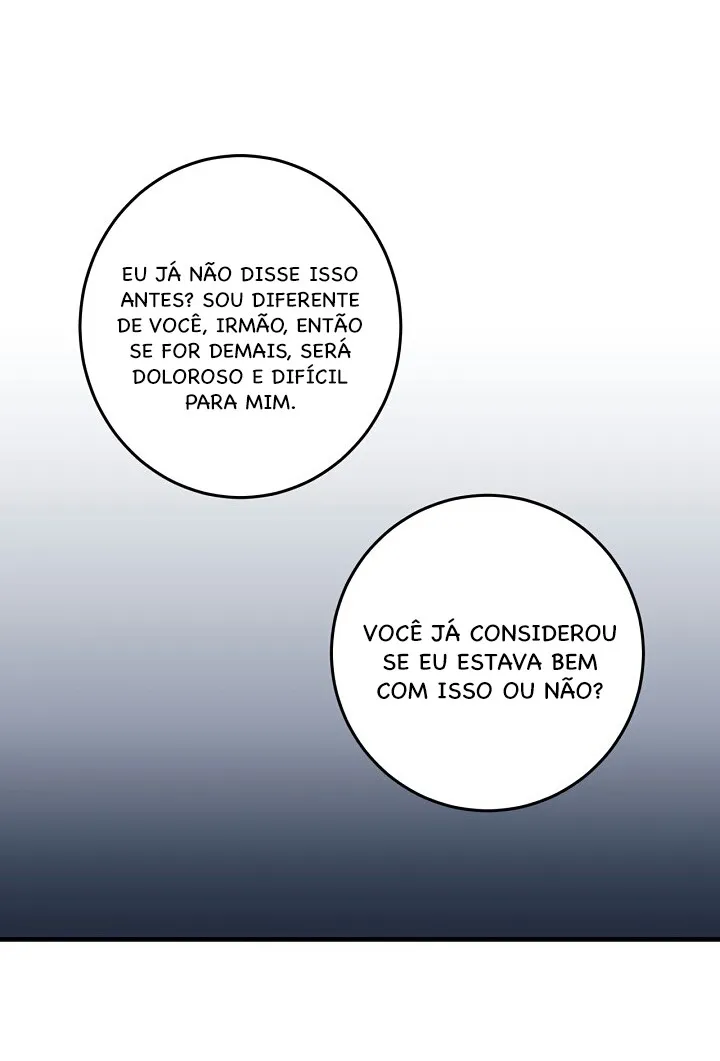 EU JÁ NÃO DISSE ISSO
ANTES? SOU DIFERENTE
DE VOCÊ, IRMÃO, ENTÃO
SE FOR DEMAIS, SERÁ
DOLOROSO E DIFÍCIL
PARA MIM.
VOCÊ JÁ CONSIDEROU
SE EU ESTAVA BEM
COM ISSO OU NÃO?